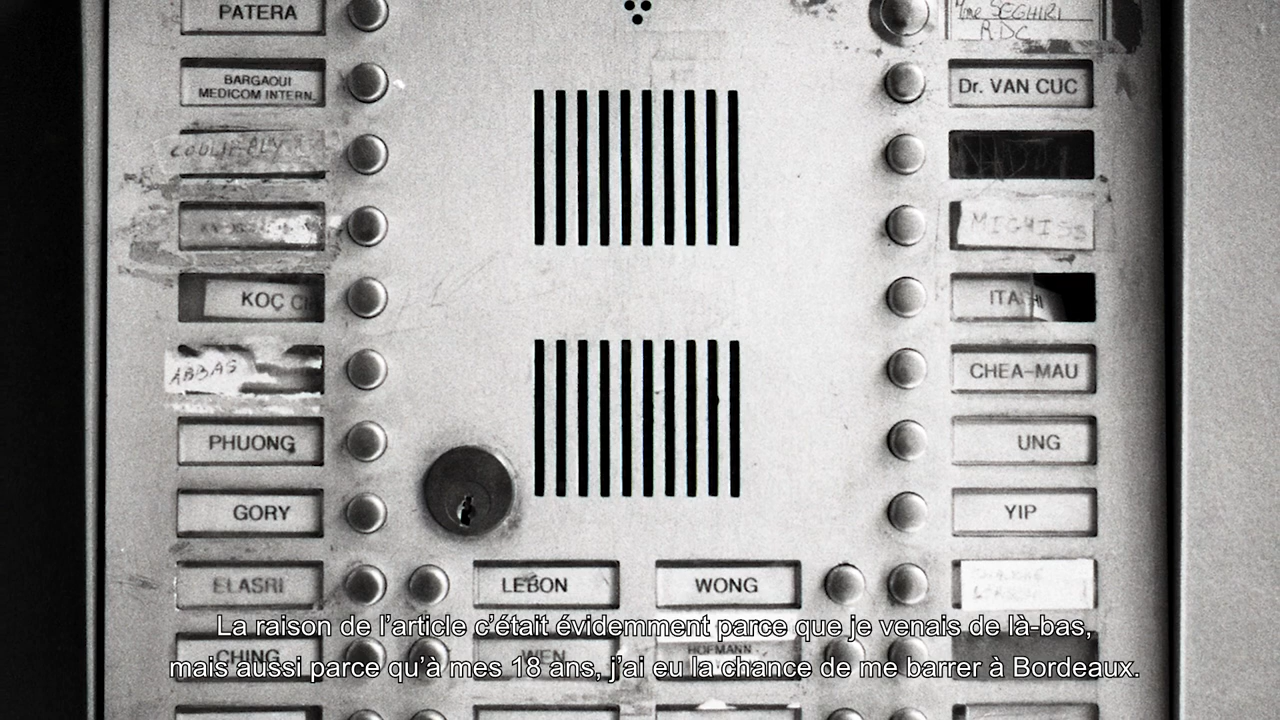 PATERA
BARGAOUI
MEDICOM INTERN.
KOÇ
ABBAS
PHUONG
GORY
ELASRI
CHING
LEBON
WEN
WONG
HOFMANN
Mme SEGHIRI
RDC
Dr. VAN CUC
MIGHISS
ITA
CHEA-MAU
UNG
YIP
La raison de l’article c’était évidemment parce que je venais de là-bas,
mais aussi parce qu’à mes 18 ans, j’ai eu la chance de me barrer à Bordeaux.